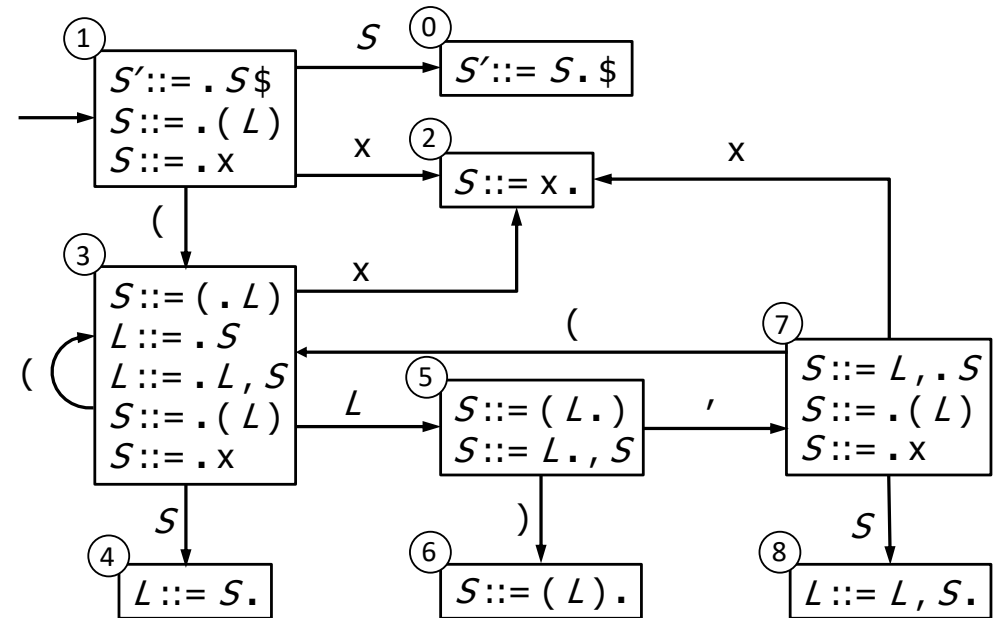 1
S′::= .S$
S::= .(L)
S::= .x
S
0
S′::= S.$
x
2
S::= x.
x
(
3
S::= (.L)
L::= .S
L::= .L,S
S::= .(L)
S::= .x
x
(
(
L
5
S::= (L.)
S::= L.,S
,
7
S::= L,.S
S::= .(L)
S::= .x
S
4
L::= S.
)
6
S::= (L).
S
8
L::= L,S.